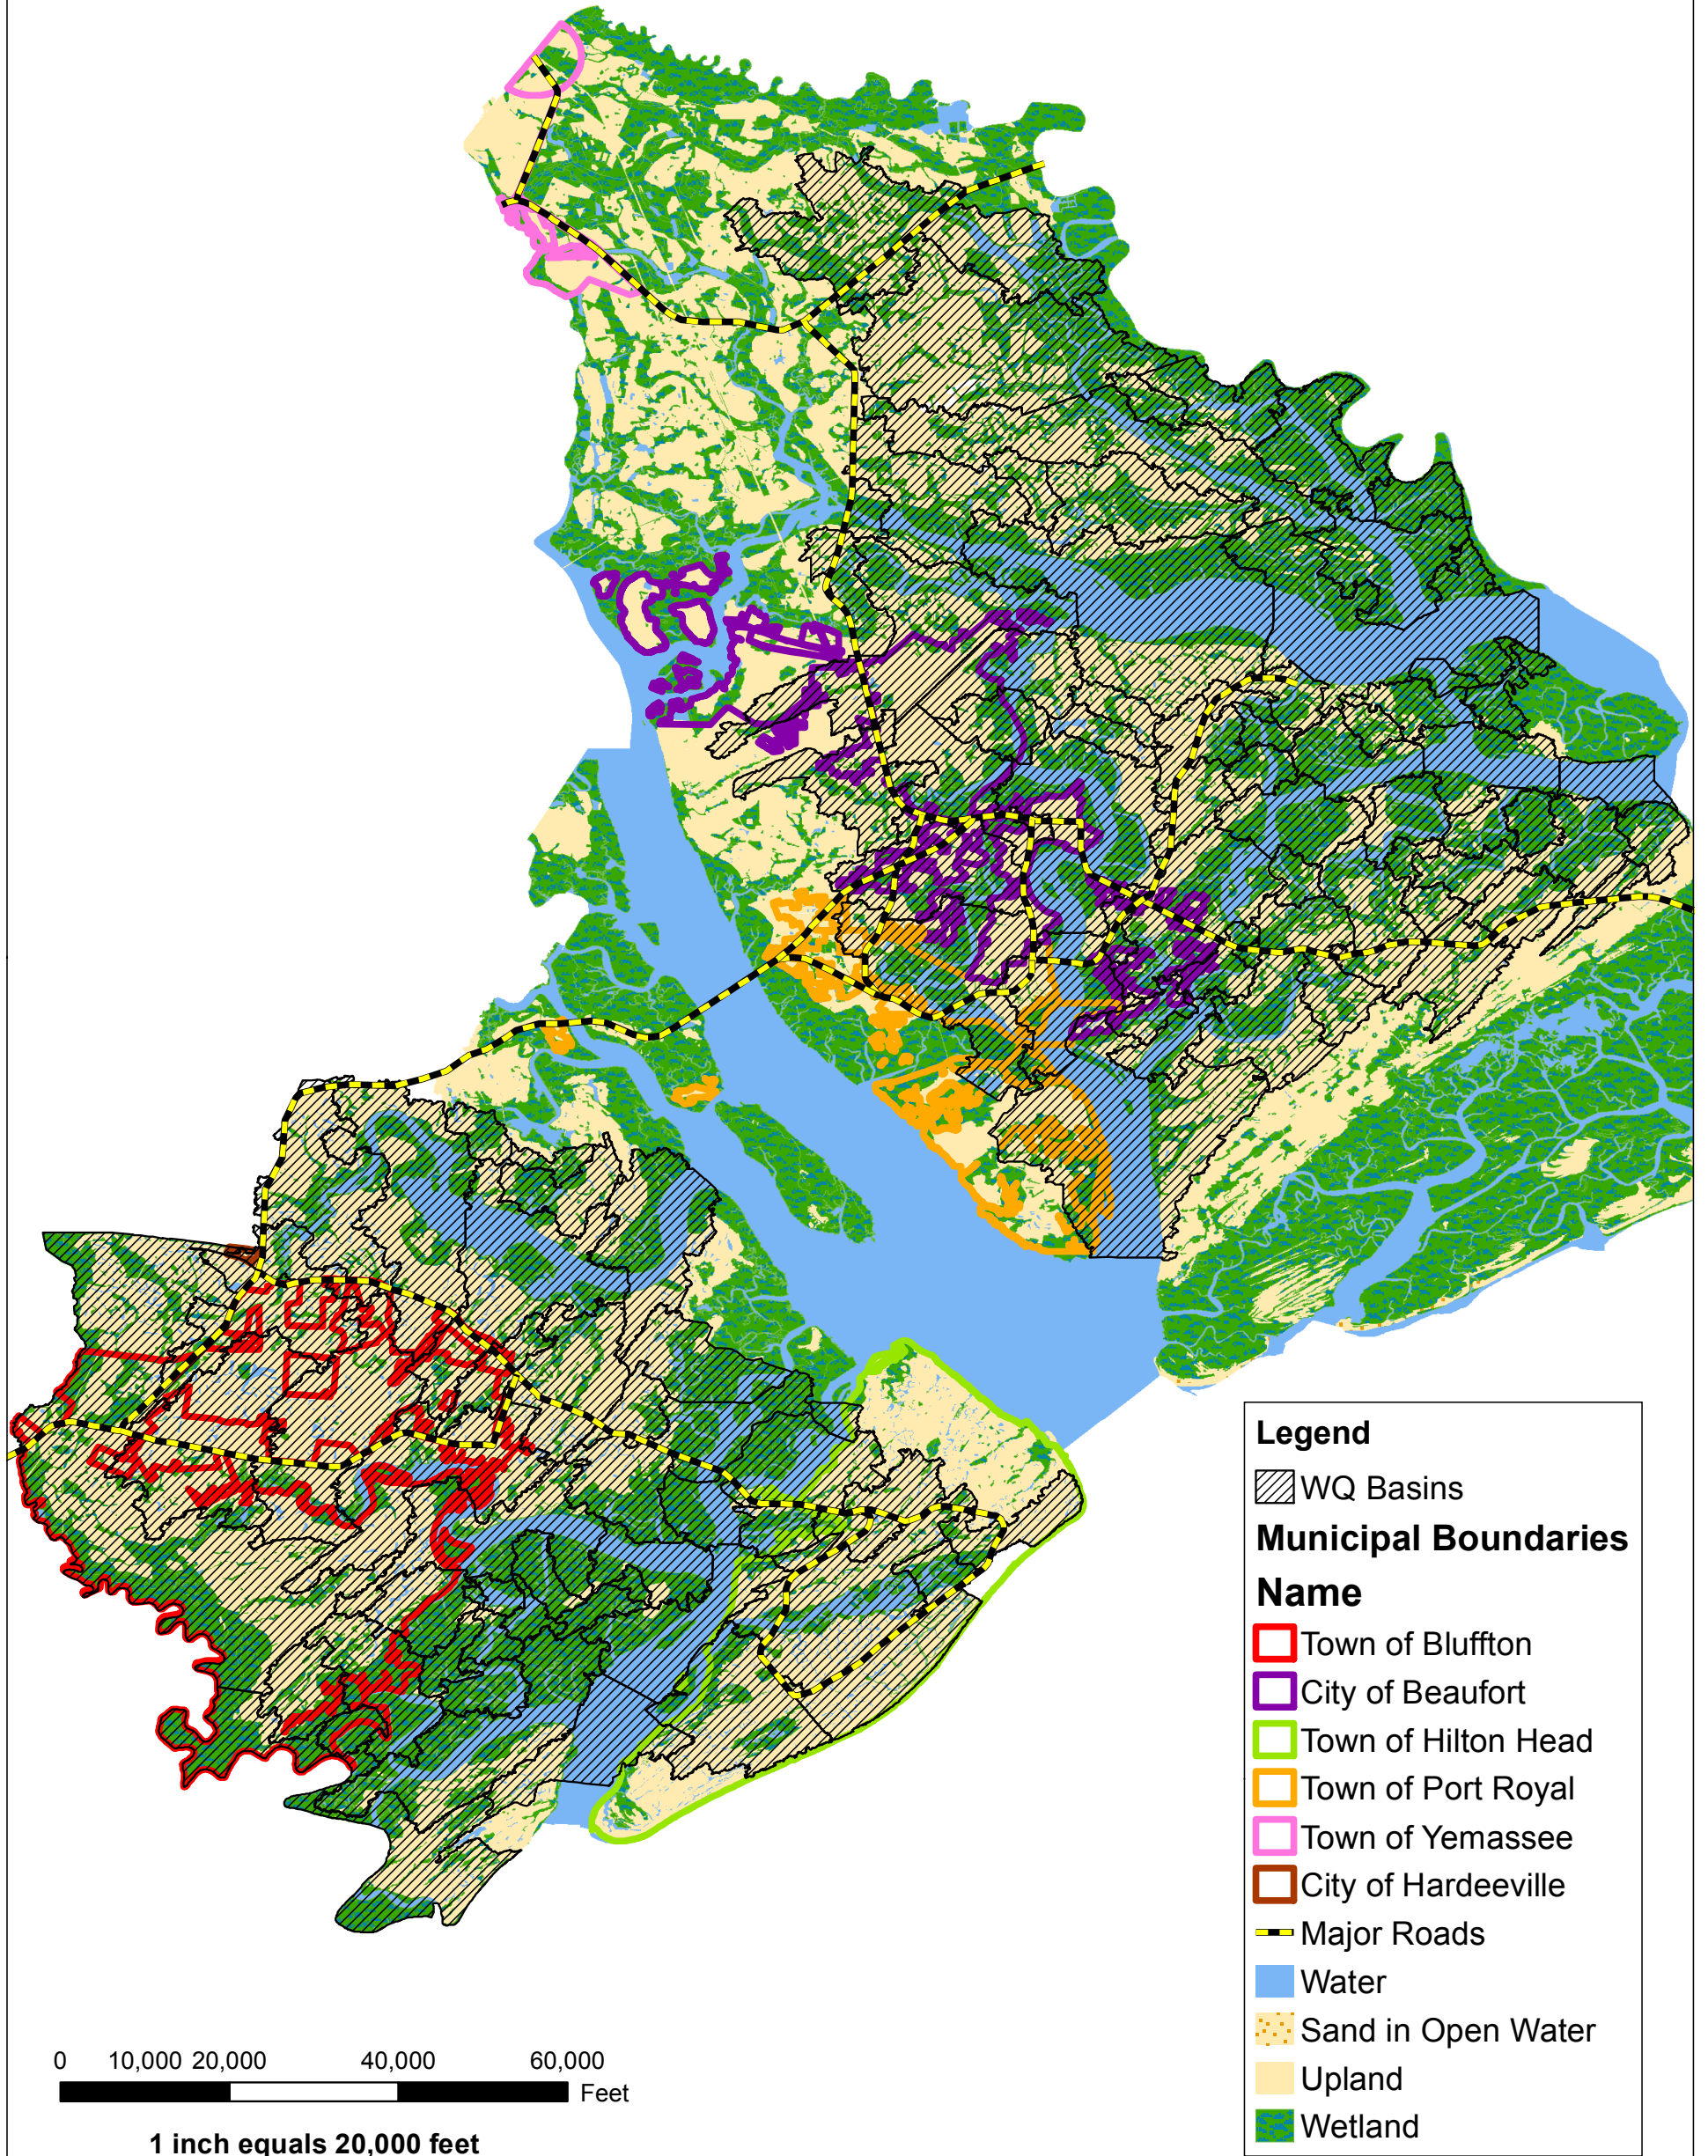 Legend
WQ Basins
Municipal Boundaries
Name
Town of Bluffton
City of Beaufort
Town of Hilton Head
Town of Port Royal
Town of Yemassee
City of Hardeeville
Major Roads
Water
Sand in Open Water
Upland
Wetland
0 10,000 20,000 40,000 60,000
Feet
1 inch equals 20,000 feet